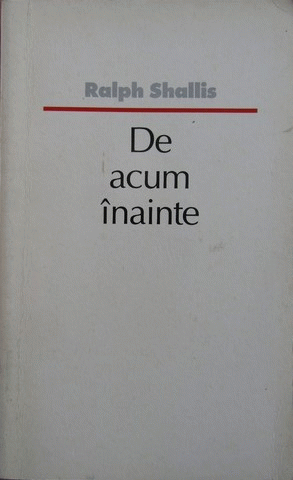 Ralph Shallis
De
acum
înainte